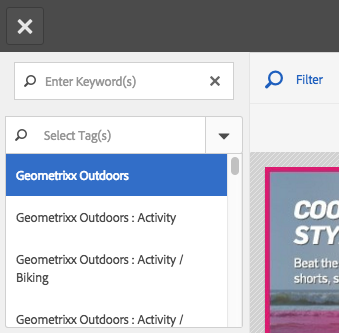 Enter Keyword(s)
Filter
Select Tag(s)
Geometrixx Outdoors
Geometrixx Outdoors : Activity
Geometrixx Outdoors : Activity /
Biking
Geometrixx Outdoors : Activity /
STY
Beat the
shorts, s